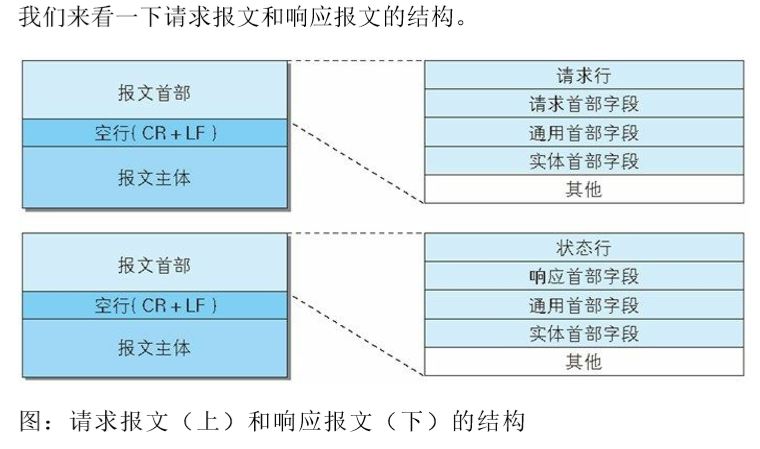 我们来看一下请求报文和响应报文的结构。
报文首部
空行(CR+LF)
报文主体
请求行
请求首部字段
通用首部字段
实体首部字段
其他
报文首部
空行(CR+LF)
报文主体
状态行
响应首部字段
通用首部字段
实体首部字段
其他
图：请求报文（上）和响应报文（下）的结构